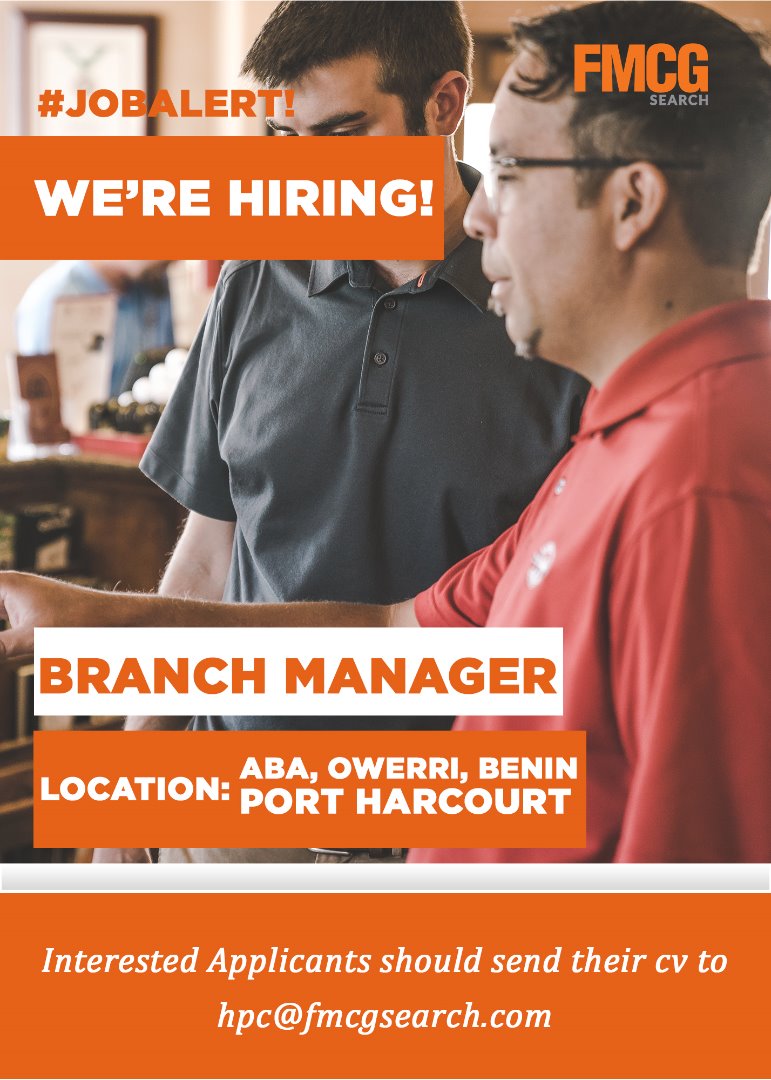 FMCG
SEARCH
#JOBALERT!
WE'RE HIRING!
BRANCH MANAGER
LOCATION: ABA, OWERRI, BENIN
PORT HARCOURT
Interested Applicants should send their cv to
hpc@fmcgsearch.com